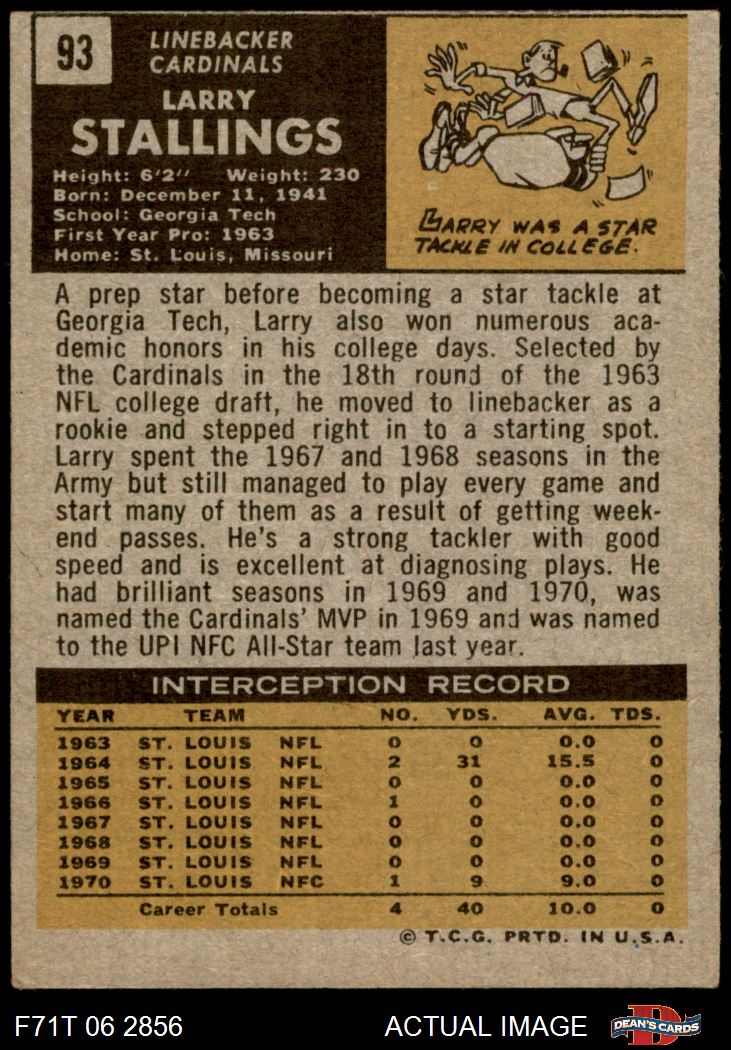 93
LINEBACKER
CARDINALS
LARRY
STALLINGS
Height: 6'2" Weight: 230
Born: December 11, 1941
School: Georgia Tech
First Year Pro: 1963
Home: St. Louis, Missouri
LARRY WAS A STAR
TACKLE IN COLLEGE.
A prep star before becoming a star tackle at
Georgia Tech, Larry also won numerous aca-
demic honors in his college days. Selected by
the Cardinals in the 18th round of the 1963
NFL college draft, he moved to linebacker as a
rookie and stepped right in to a starting spot.
Larry spent the 1967 and 1968 seasons in the
Army but still managed to play every game and
start many of them as a result of getting week-
end passes. He's a strong tackler with good
speed and is excellent at diagnosing plays. He
had brilliant seasons in 1969 and 1970, was
named the Cardinals' MVP in 1969 and was named
to the UPI NFC All-Star team last year.
INTERCEPTION RECORD
YEAR TEAM NO. YDS. AVG. TDS.
1963 ST. LOUIS NFL 0 0 0.0 0
1964 ST. LOUIS NFL 2 31 15.5 0
1965 ST. LOUIS NFL 0 0 0.0 0
1966 ST. LOUIS NFL 1 0 0.0 0
1967 ST. LOUIS NFL 0 0 0.0 0
1968 ST. LOUIS NFL 0 0 0.0 0
1969 ST. LOUIS NFL 0 0 0.0 0
1970 ST. LOUIS NFC 1 9 9.0 0
Career Totals 4 40 10.0 0
© T.C.G. PRTD. IN U.S.A.
F71T 06 2856 ACTUAL IMAGE
D
DEAN'S CARDS